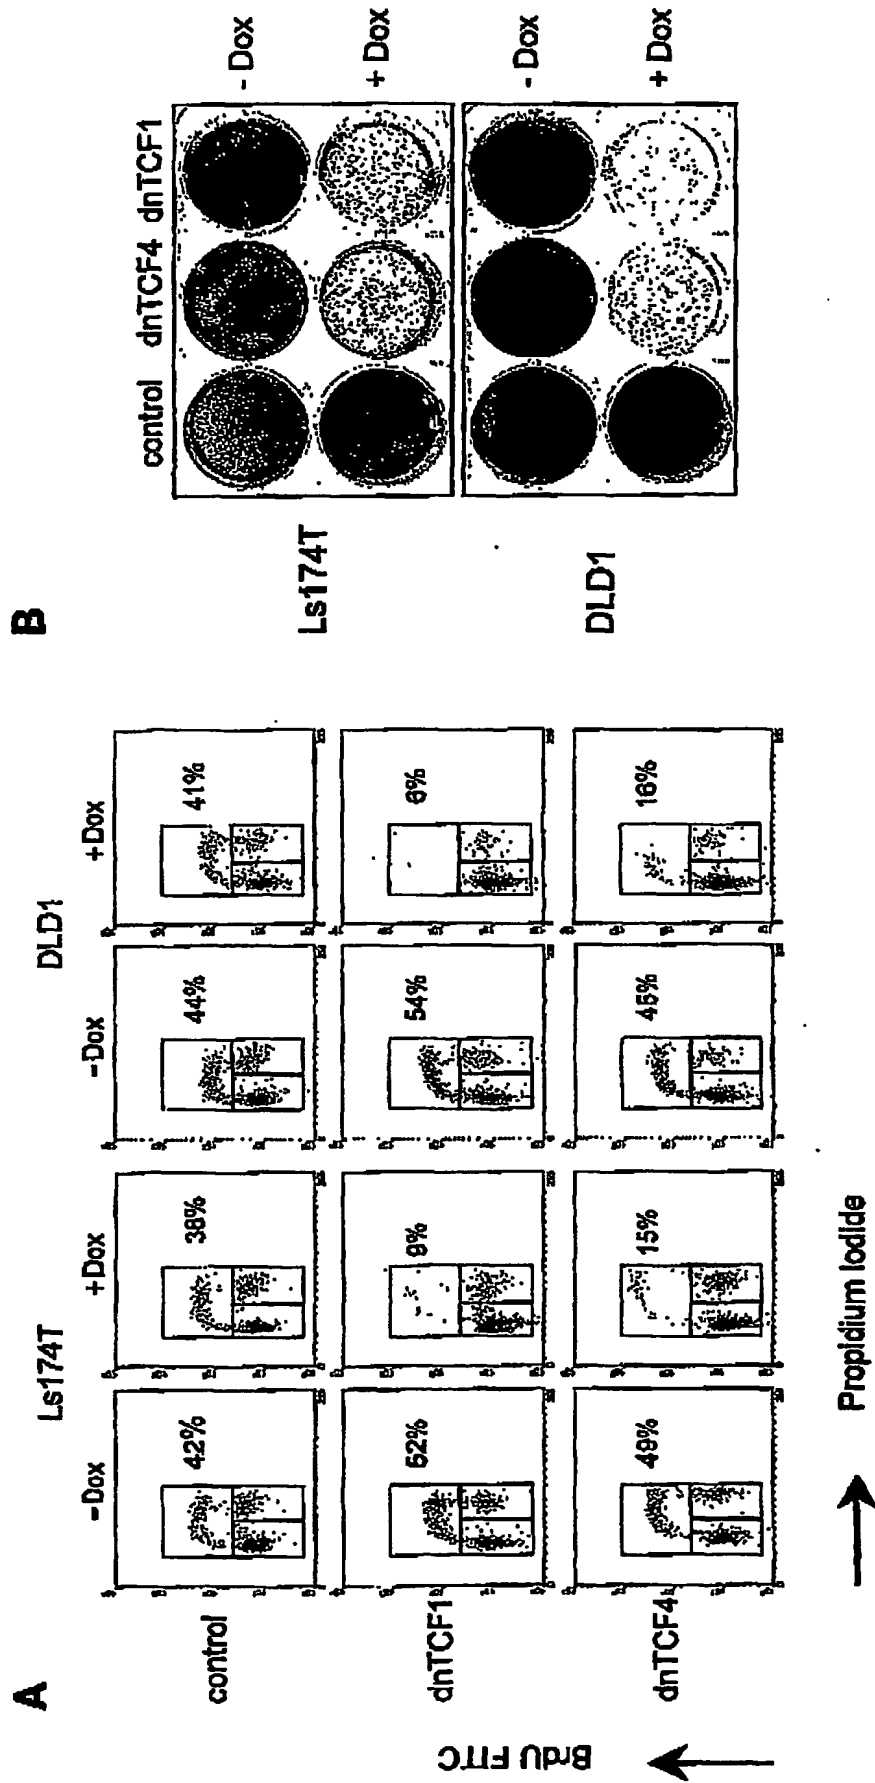 A
Ls174T DLD1
−Dox +Dox −Dox +Dox
control 42% 38% 44% 41%
dnTCF1 52% 9% 54% 6%
dnTCF4 49% 15% 45% 16%
BrdU FITC
Propidium Iodide
B
control dnTCF4 dnTCF1
Ls174T
- Dox
+ Dox
DLD1
- Dox
+ Dox